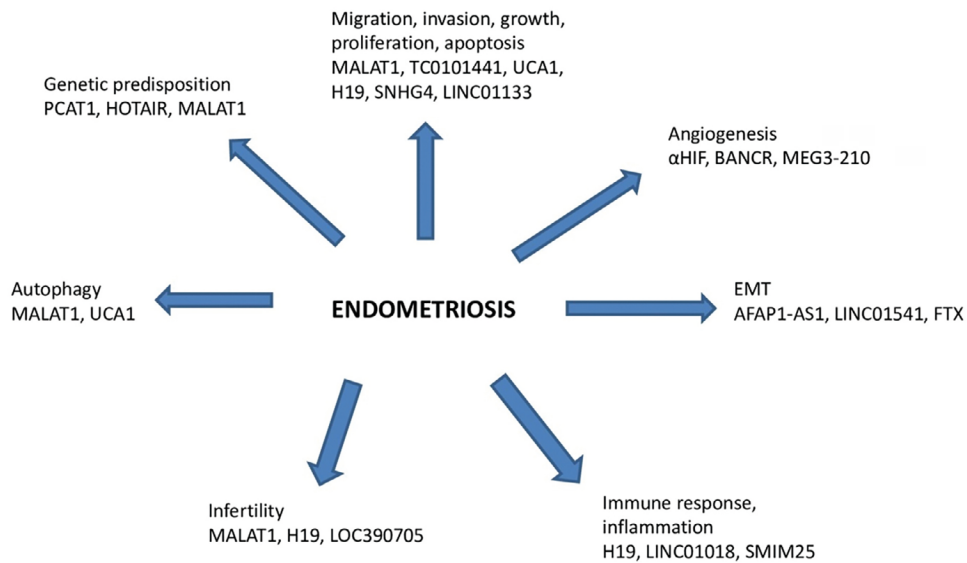 Migration, invasion, growth,
proliferation, apoptosis
MALAT1, TC0101441, UCA1,
H19, SNHG4, LINC01133
Genetic predisposition
PCAT1, HOTAIR, MALAT1
Angiogenesis
αHIF, BANCR, MEG3-210
Autophagy
MALAT1, UCA1
ENDOMETRIOSIS
EMT
AFAP1-AS1, LINC01541, FTX
Infertility
MALAT1, H19, LOC390705
Immune response,
inflammation
H19, LINC01018, SMIM25